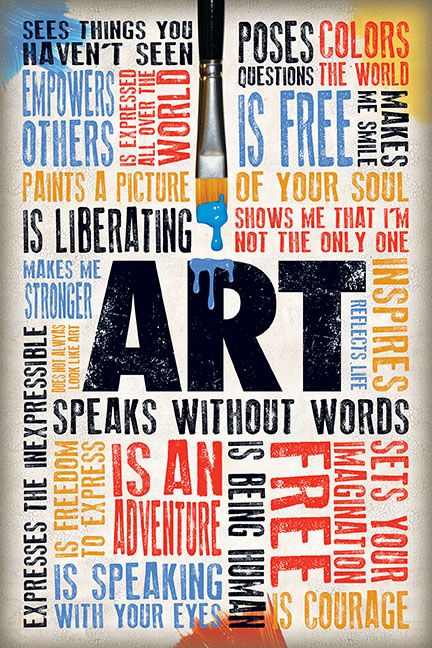 SEES THINGS YOU
HAVEN'T SEEN
EMPOWERS
OTHERS
IS EXPRESSED
ALL OVER THE
WORLD
POSES
QUESTIONS
COLORS
THE WORLD
IS FREE
MAKES
ME SMILE
PAINTS A PICTURE
OF YOUR SOUL
IS LIBERATING
SHOWS ME THAT I'M
NOT THE ONLY ONE
MAKES ME
STRONGER
DOES NOT ALWAYS
LOOK LIKE ART
ART
REFLECTS LIFE
INSPIRES
SPEAKS WITHOUT WORDS
EXPRESSES THE INEXPRESSIBLE
IS FREEDOM
TO EXPRESS
IS AN
ADVENTURE
IS BEING HUMAN
SETS YOUR
IMAGINATION
FREE
IS SPEAKING
WITH YOUR EYES
IS COURAGE